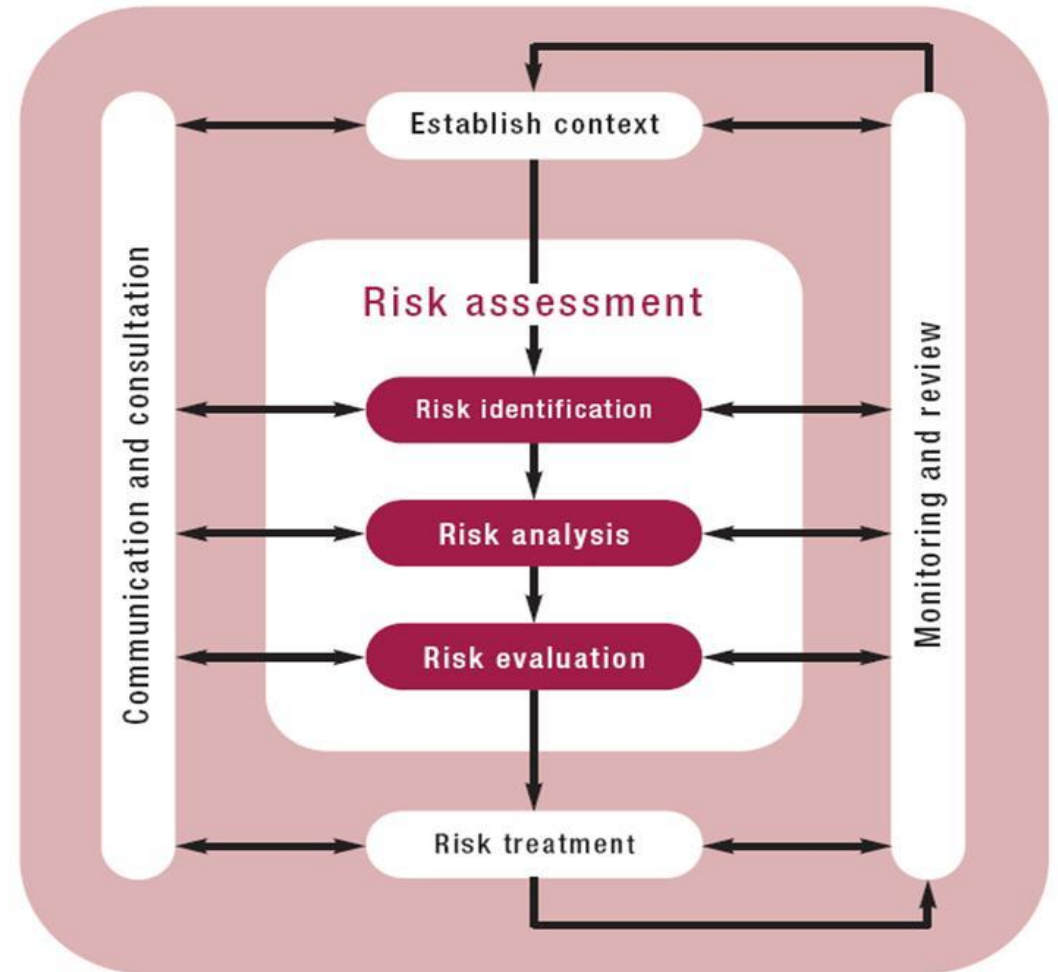 Establish context
Communication and consultation
Risk assessment
Risk identification
Risk analysis
Risk evaluation
Monitoring and review
Risk treatment